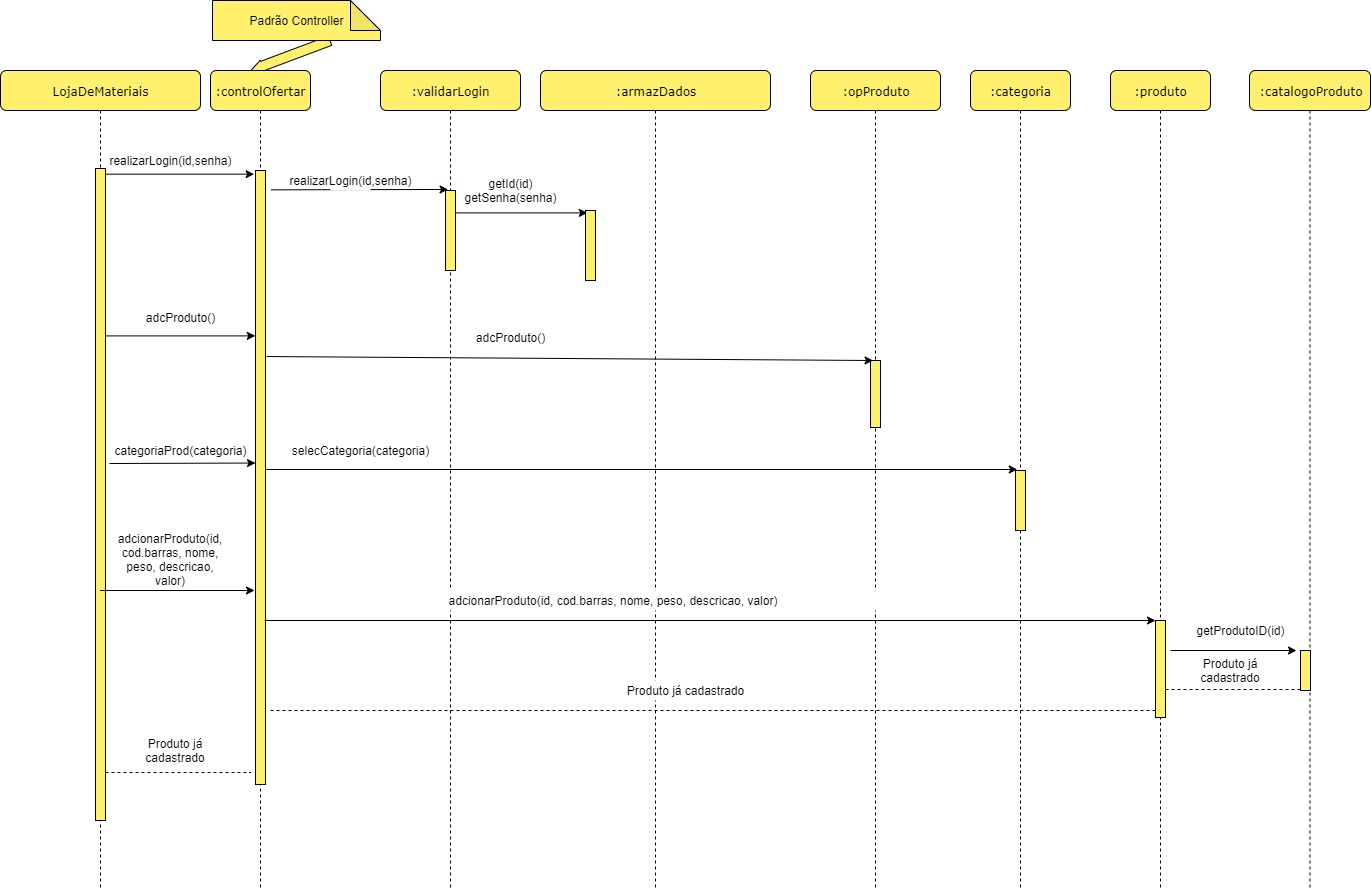 Padrão Controller
LojaDeMateriais
:controlOfertar
:validarLogin
:armazDados
:opProduto
:categoria
:produto
:catalogoProduto
realizarLogin(id,senha)
realizarLogin(id,senha)
getId(id)
getSenha(senha)
adcProduto()
adcProduto()
categoriaProd(categoria)
selecCategoria(categoria)
adcionarProduto(id,
cod.barras, nome,
peso, descricao,
valor)
adcionarProduto(id, cod.barras, nome, peso, descricao, valor)
getProdutoID(id)
Produto já
cadastrado
Produto já cadastrado
Produto já
cadastrado